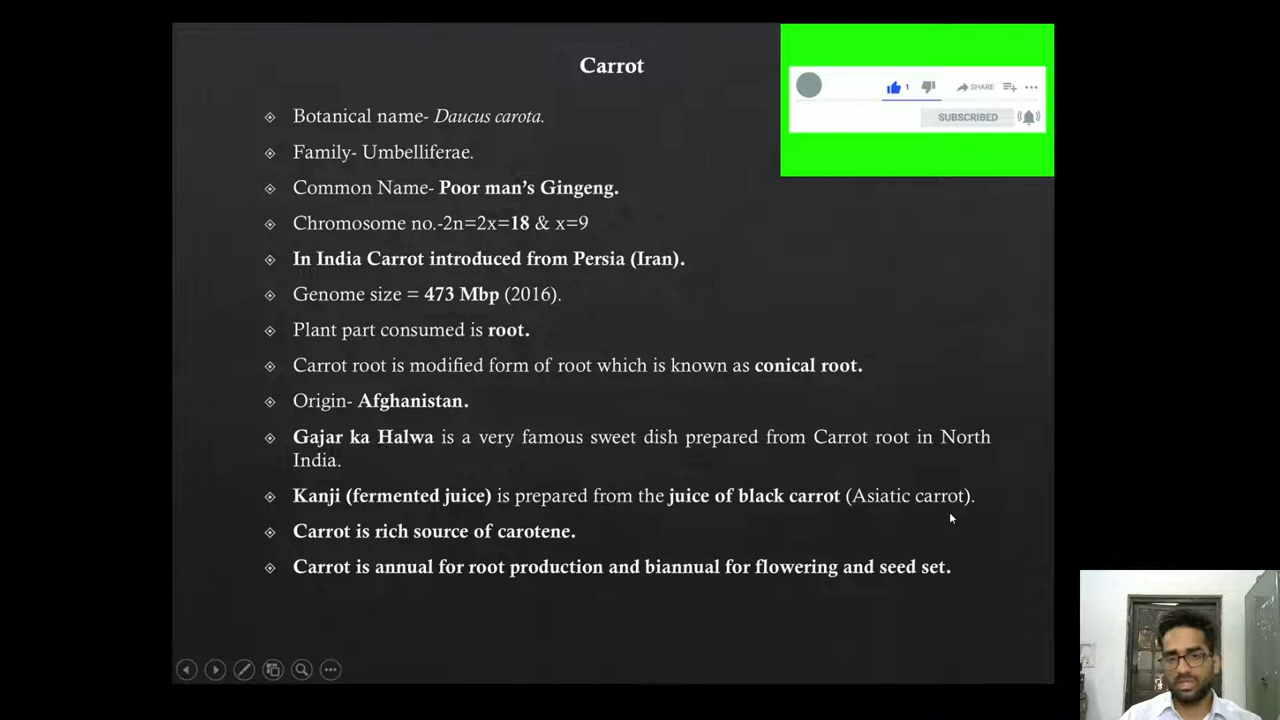 Carrot
Botanical name- Daucus carota.
Family- Umbelliferae.
Common Name- Poor man's Gingeng.
Chromosome no.-2n=2x=18 & x=9
In India Carrot introduced from Persia (Iran).
Genome size = 473 Mbp (2016).
Plant part consumed is root.
Carrot root is modified form of root which is known as conical root.
Origin- Afghanistan.
Gajar ka Halwa is a very famous sweet dish prepared from Carrot root in North
India.
Kanji (fermented juice) is prepared from the juice of black carrot (Asiatic carrot).
Carrot is rich source of carotene.
Carrot is annual for root production and biannual for flowering and seed set.
1 SHARE
SUBSCRIBED